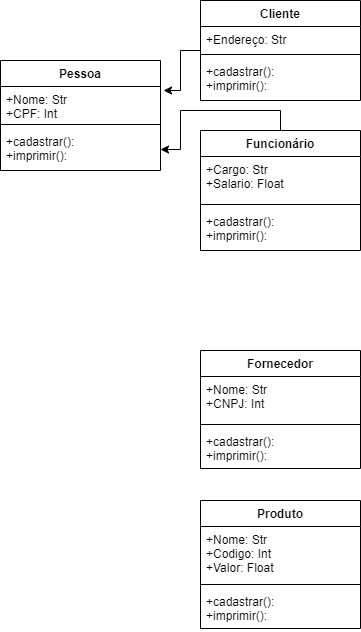 Cliente
+Endereço: Str
+cadastrar():
+imprimir():
Pessoa
+Nome: Str
+CPF: Int
+cadastrar():
+imprimir():
Funcionário
+Cargo: Str
+Salario: Float
+cadastrar():
+imprimir():
Fornecedor
+Nome: Str
+CNPJ: Int
+cadastrar():
+imprimir():
Produto
+Nome: Str
+Codigo: Int
+Valor: Float
+cadastrar():
+imprimir():